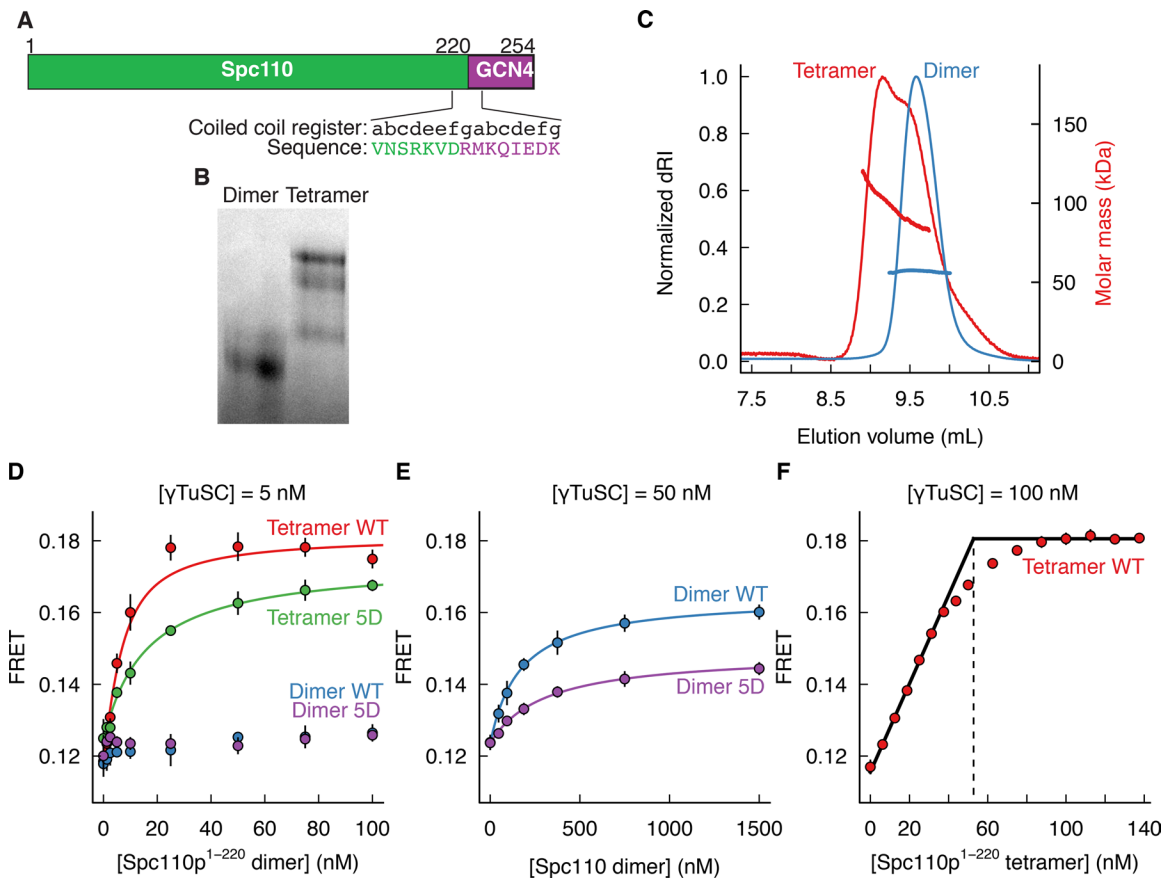 A
1 220 254
Spc110 GCN4
Coiled coil register: abcdeefgabcdefg
Sequence: VNSRKVDRMKQIEDK
B
Dimer Tetramer
C
Tetramer Dimer
Normalized dRI
1.0
0.8
0.6
0.4
0.2
0.0
150
100
50
0
Molar mass (kDa)
7.5 8.5 9.5 10.5
Elution volume (mL)
D
[γTuSC] = 5 nM
FRET
0.18
0.16
0.14
0.12
Tetramer WT
Tetramer 5D
Dimer WT
Dimer 5D
0 20 40 60 80 100
[Spc110p¹⁻²²⁰ dimer] (nM)
E
[γTuSC] = 50 nM
FRET
0.18
0.16
0.14
0.12
Dimer WT
Dimer 5D
0 500 1000 1500
[Spc110 dimer] (nM)
F
[γTuSC] = 100 nM
FRET
0.18
0.16
0.14
0.12
Tetramer WT
0 20 60 80 100 140
[Spc110p¹⁻²²⁰ tetramer] (nM)